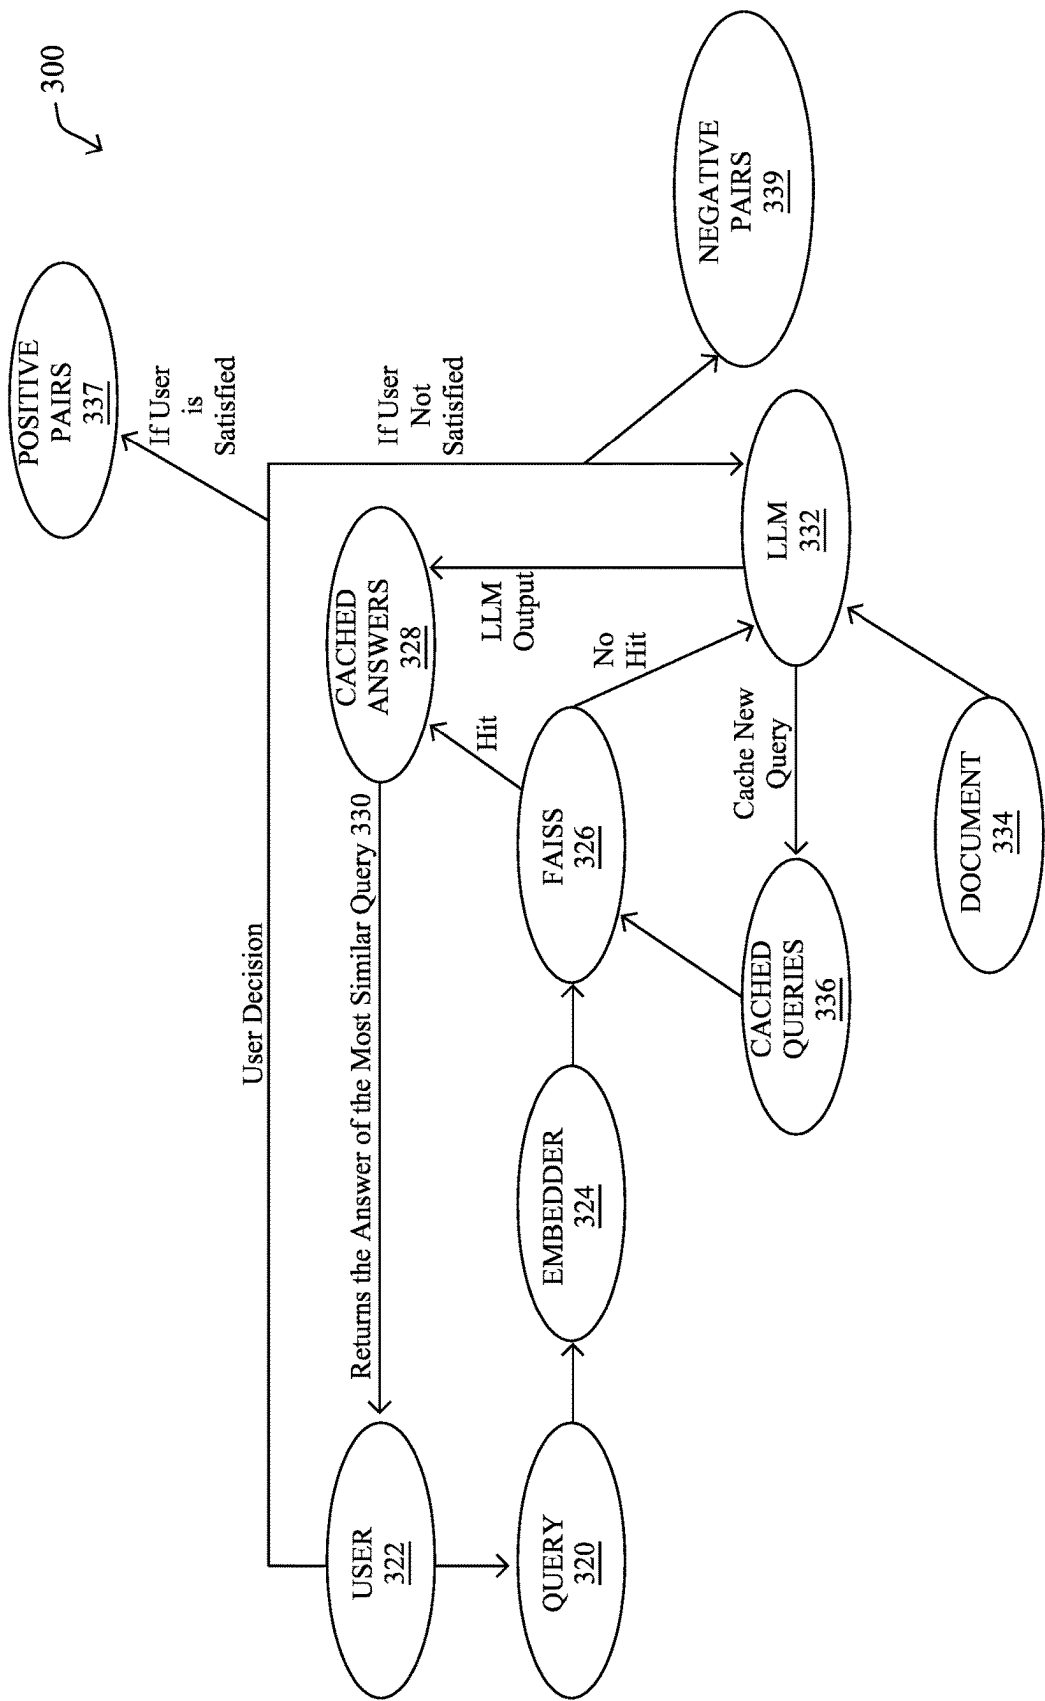 300
POSITIVE
PAIRS
337
If User
is
Satisfied
User Decision
If User
Not
Satisfied
NEGATIVE
PAIRS
339
USER
322
Returns the Answer of the Most Similar Query 330
CACHED
ANSWERS
328
LLM
Output
Hit
No
Hit
QUERY
320
EMBEDDER
324
FAISS
326
LLM
332
Cache New
Query
CACHED
QUERIES
336
DOCUMENT
334